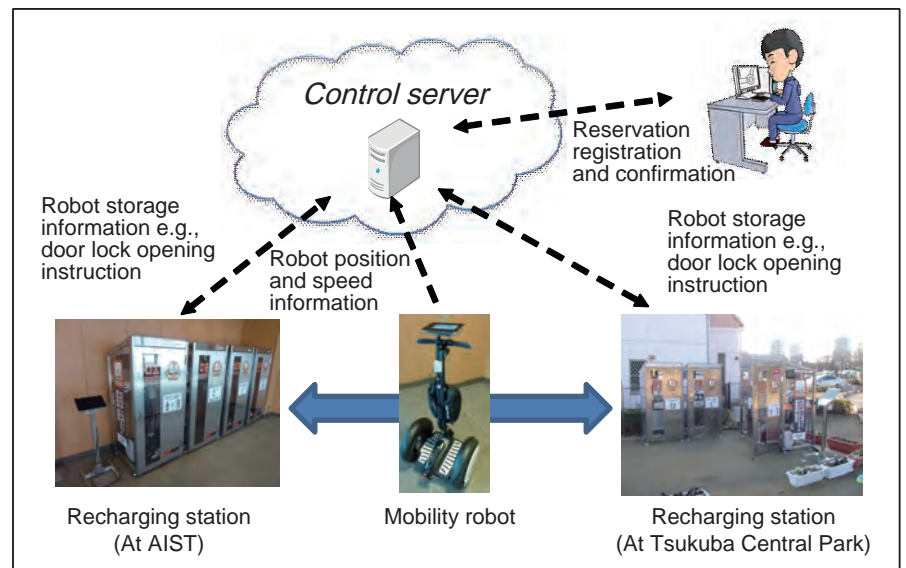 Control server
Reservation
registration
and confirmation
Robot storage
information e.g.,
door lock opening
instruction
Robot position
and speed
information
Robot storage
information e.g.,
door lock opening
instruction
Recharging station
(At AIST)
Mobility robot
Recharging station
(At Tsukuba Central Park)